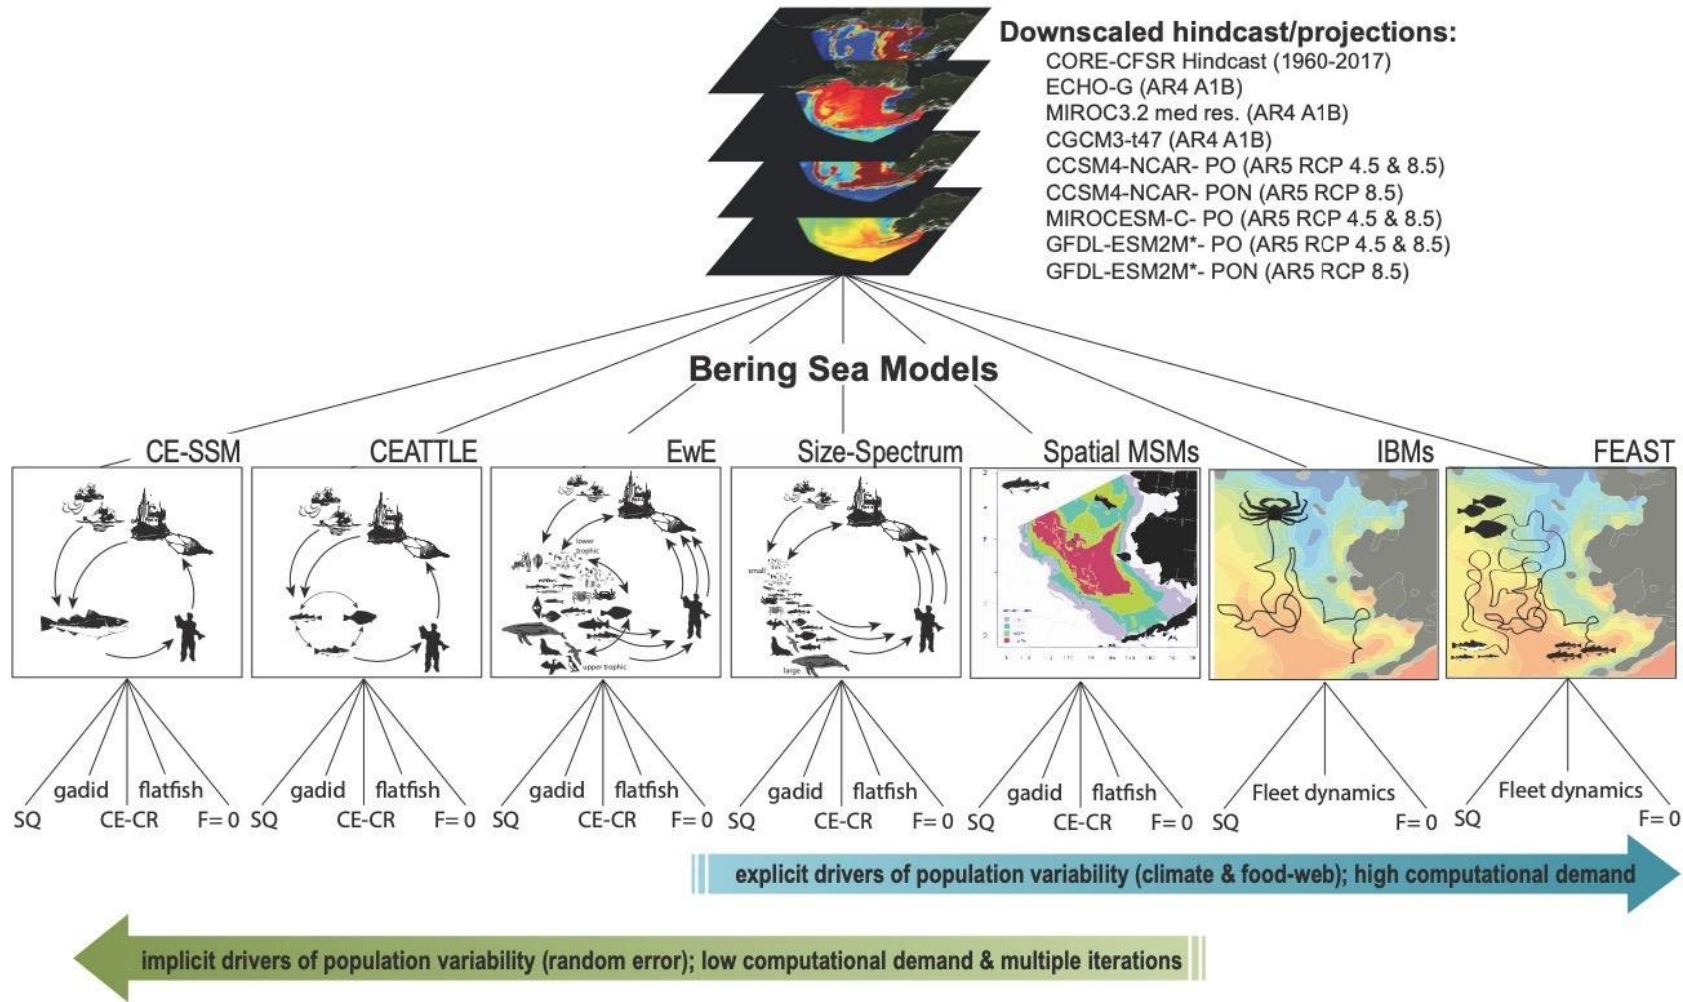 Downscaled hindcast/projections:
CORE-CFSR Hindcast (1960-2017)
ECHO-G (AR4 A1B)
MIROC3.2 med res. (AR4 A1B)
CGCM3-t47 (AR4 A1B)
CCSM4-NCAR- PO (AR5 RCP 4.5 & 8.5)
CCSM4-NCAR- PON (AR5 RCP 8.5)
MIROCESM-C- PO (AR5 RCP 4.5 & 8.5)
GFDL-ESM2M*- PO (AR5 RCP 4.5 & 8.5)
GFDL-ESM2M*- PON (AR5 RCP 8.5)
Bering Sea Models
CE-SSM
CEATTLE
EwE
Size-Spectrum
Spatial MSMs
IBMs
FEAST
lower
trophic
upper trophic
small
large
gadid flatfish
SQ CE-CR F= 0
gadid flatfish
SQ CE-CR F= 0
gadid flatfish
SQ CE-CR F= 0
gadid flatfish
SQ CE-CR F= 0
gadid flatfish
SQ CE-CR F= 0
Fleet dynamics
SQ F= 0
Fleet dynamics
SQ F= 0
explicit drivers of population variability (climate & food-web); high computational demand
implicit drivers of population variability (random error); low computational demand & multiple iterations